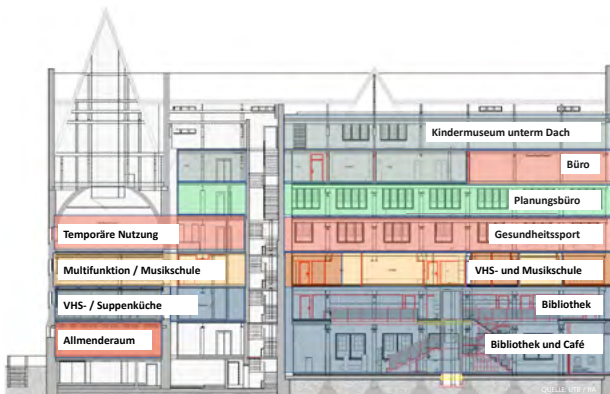 Kindermuseum unterm Dach
Büro
Planungsbüro
Temporäre Nutzung
Gesundheitssport
Multifunktion / Musikschule
VHS- und Musikschule
VHS- / Suppenküche
Bibliothek
Allmenderaum
Bibliothek und Café